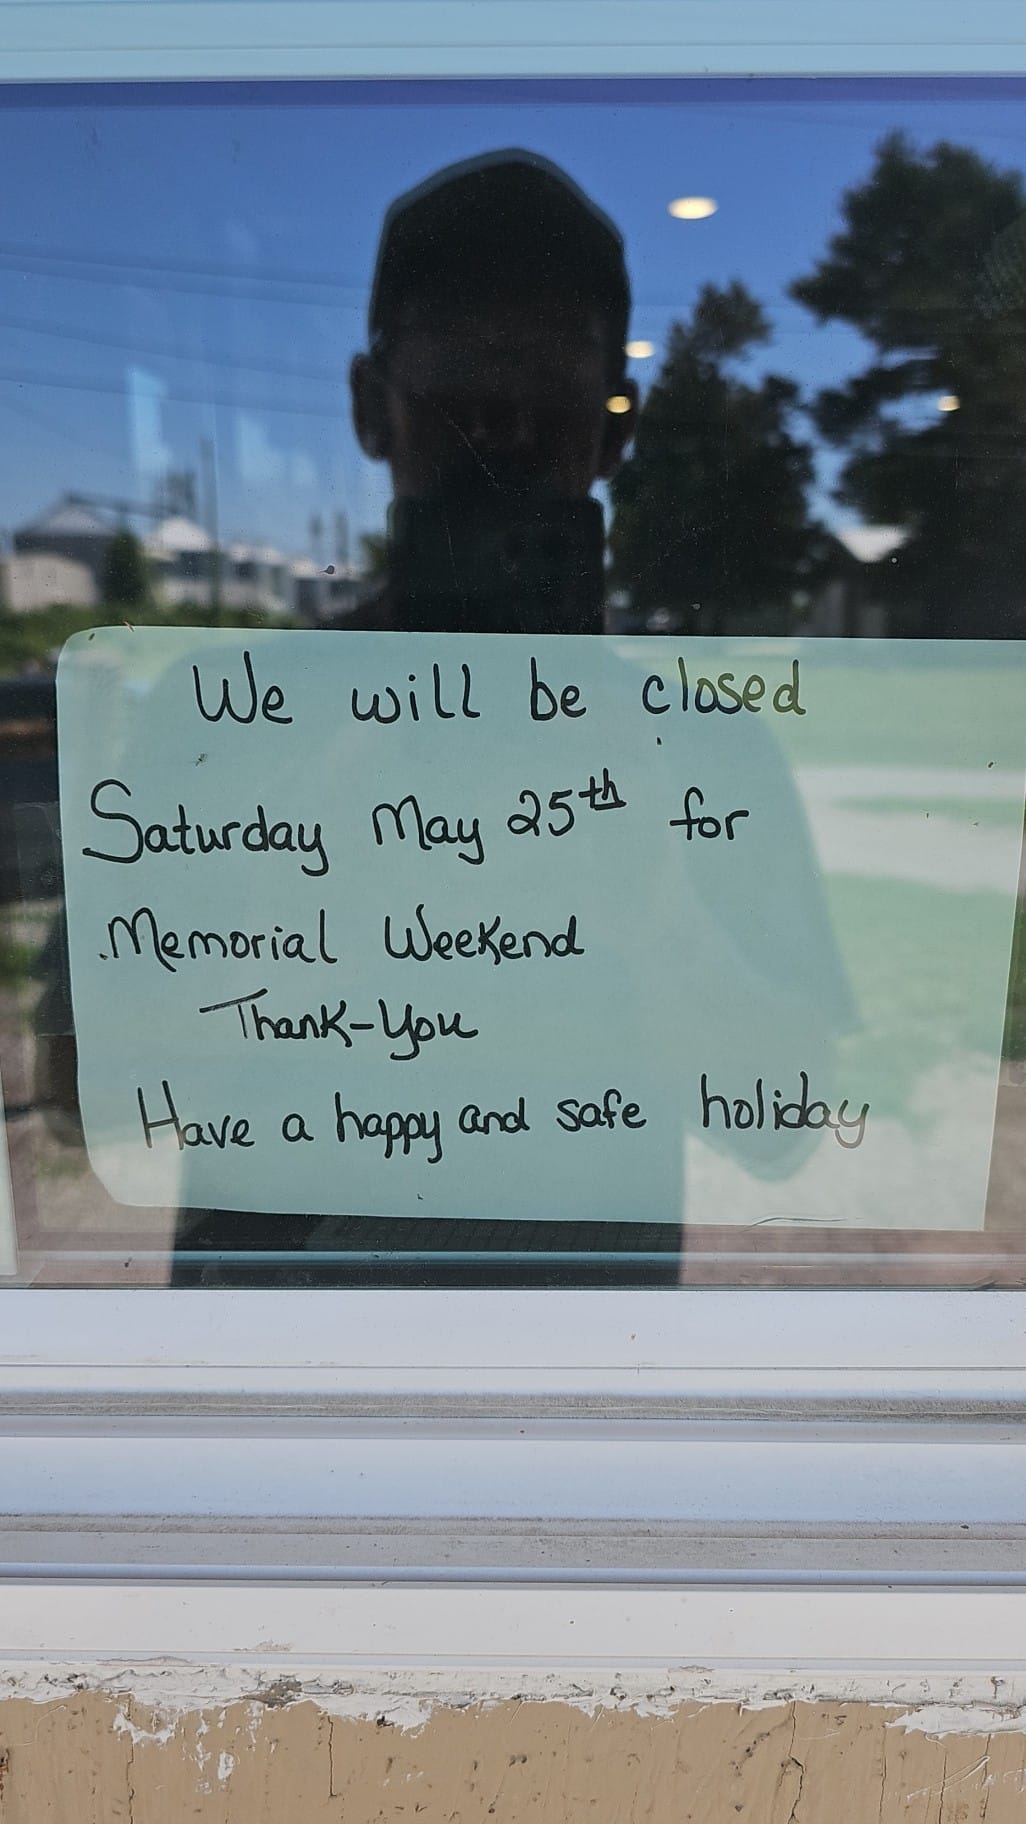 We will be closed
Saturday May 25th for
Memorial Weekend
Thank-You
Have a happy and safe holiday